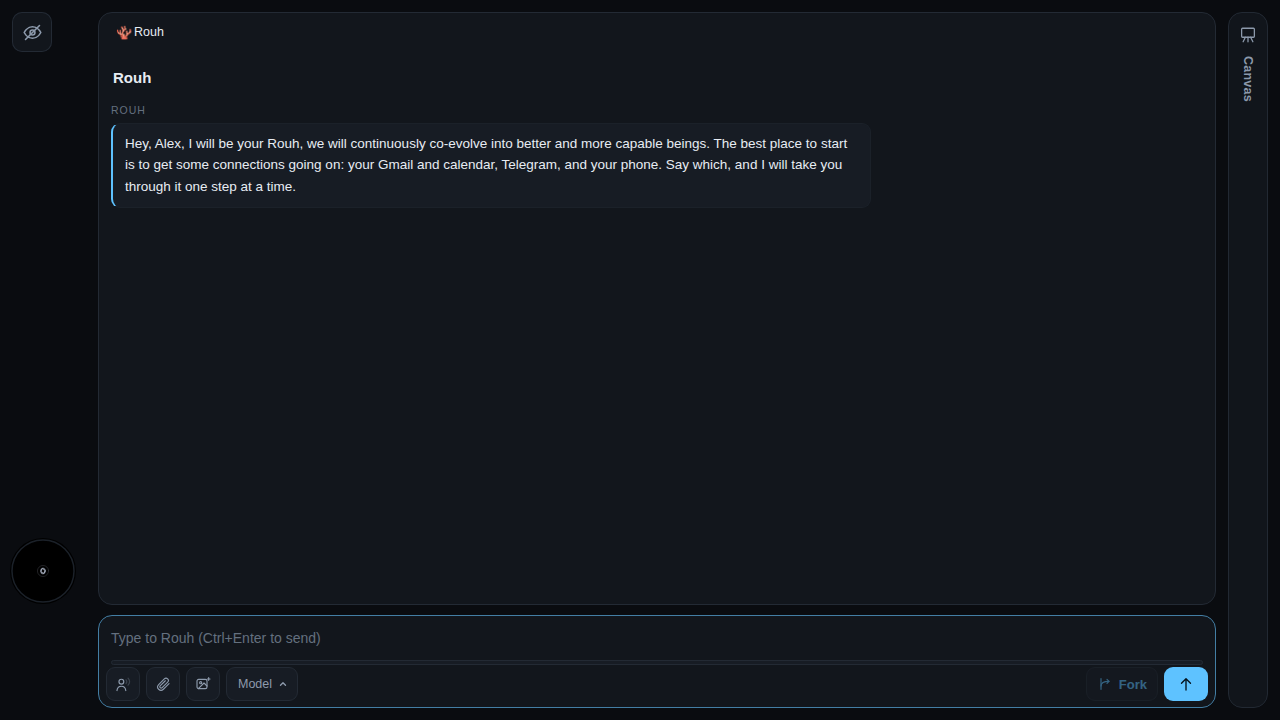 Rouh
Rouh
ROUH
Hey, Alex, I will be your Rouh, we will continuously co-evolve into better and more capable beings. The best place to start
is to get some connections going on: your Gmail and calendar, Telegram, and your phone. Say which, and I will take you
through it one step at a time.
Canvas
Type to Rouh (Ctrl+Enter to send)
Model
Fork